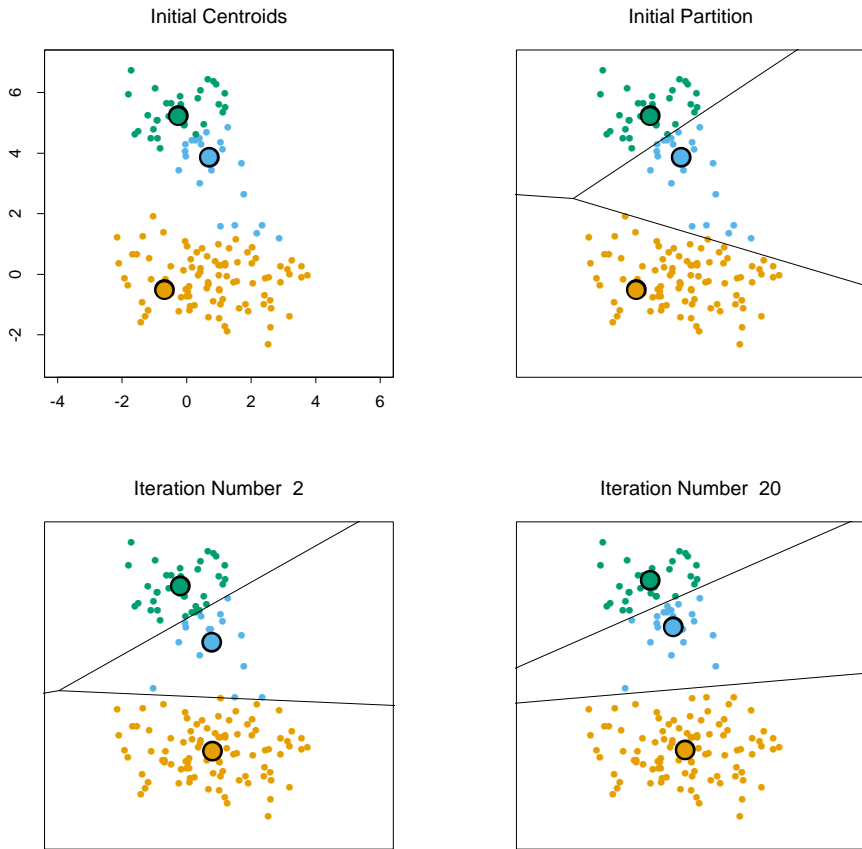 Initial Centroids
Initial Partition
6
4
2
0
-2
-4 -2 0 2 4 6
Iteration Number 2
Iteration Number 20